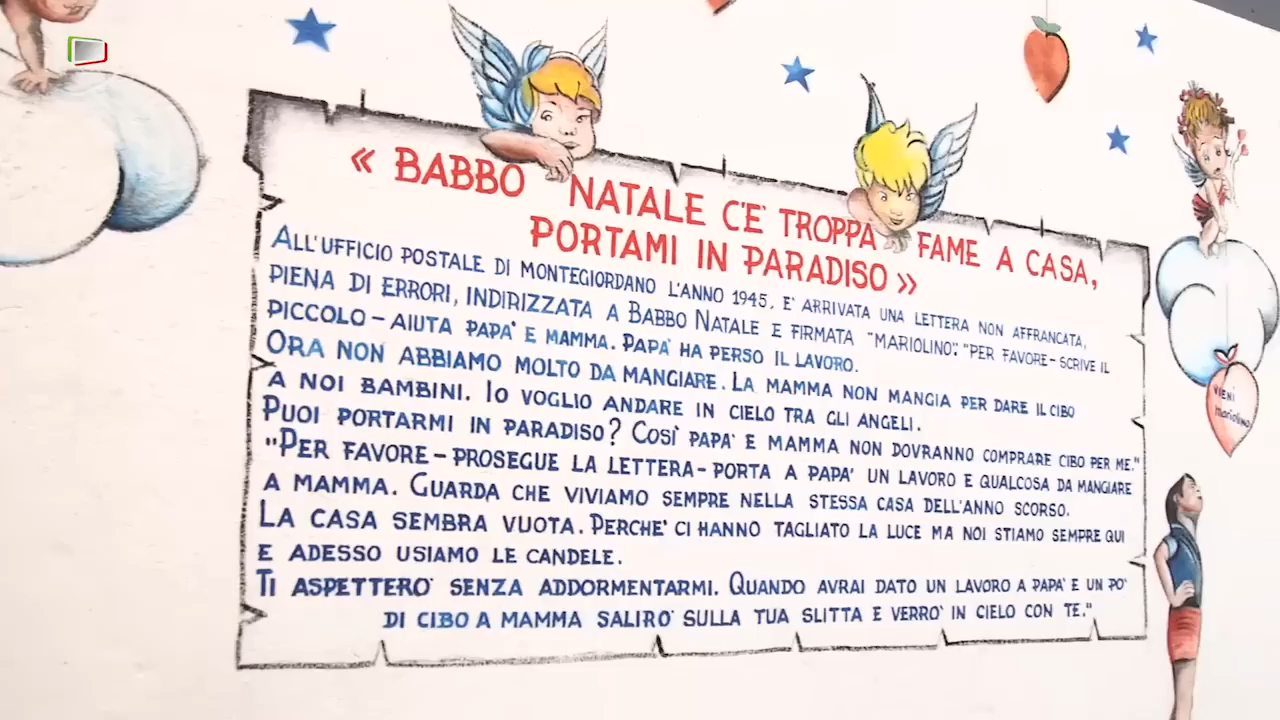 « BABBO NATALE C'E' TROPPA FAME A CASA,
PORTAMI IN PARADISO »
ALL'UFFICIO POSTALE DI MONTEGIORDANO L'ANNO 1945, E' ARRIVATA UNA LETTERA NON AFFRANCATA,
PIENA DI ERRORI, INDIRIZZATA A BABBO NATALE E FIRMATA "MARIOLINO". "PER FAVORE - SCRIVE IL
PICCOLO - AIUTA PAPA' E MAMMA. PAPA' HA PERSO IL LAVORO.
ORA NON ABBIAMO MOLTO DA MANGIARE. LA MAMMA NON MANGIA PER DARE IL CIBO
A NOI BAMBINI. IO VOGLIO ANDARE IN CIELO TRA GLI ANGELI.
PUOI PORTARMI IN PARADISO? COSÌ PAPA' E MAMMA NON DOVRANNO COMPRARE CIBO PER ME."
"PER FAVORE - PROSEGUE LA LETTERA - PORTA A PAPA' UN LAVORO E QUALCOSA DA MANGIARE
A MAMMA. GUARDA CHE VIVIAMO SEMPRE NELLA STESSA CASA DELL'ANNO SCORSO.
LA CASA SEMBRA VUOTA. PERCHE' CI HANNO TAGLIATO LA LUCE MA NOI STIAMO SEMPRE QUI
E ADESSO USIAMO LE CANDELE.
TI ASPETTERO' SENZA ADDORMENTARMI. QUANDO AVRAI DATO UN LAVORO A PAPA' E UN PO'
DI CIBO A MAMMA SALIRO' SULLA TUA SLITTA E VERRO' IN CIELO CON TE."
VIENI
mariolino